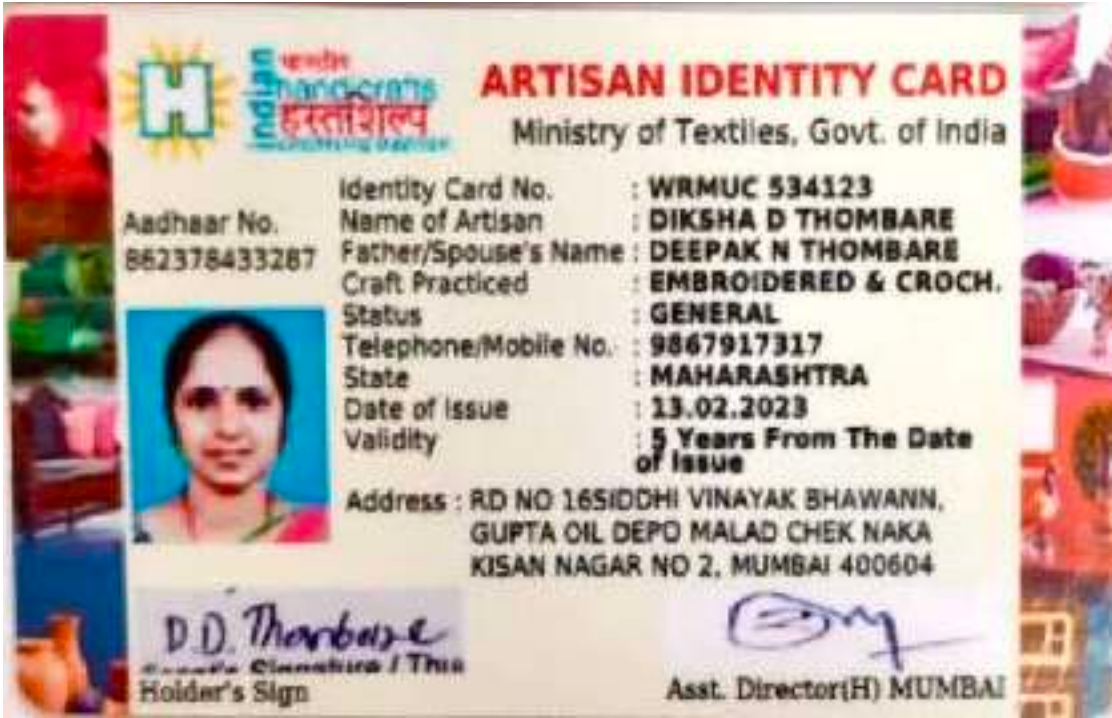 भारतीय
Indian
handicrafts
हस्तशिल्प
ARTISAN IDENTITY CARD
Ministry of Textiles, Govt. of India
Aadhaar No.
862378433287
Identity Card No. : WRMUC 534123
Name of Artisan : DIKSHA D THOMBARE
Father/Spouse's Name : DEEPAK N THOMBARE
Craft Practiced : EMBROIDERED & CROCH.
Status : GENERAL
Telephone/Mobile No. : 9867917317
State : MAHARASHTRA
Date of Issue : 13.02.2023
Validity : 5 Years From The Date
of Issue
Address : RD NO 16SIDDHI VINAYAK BHAWANN,
GUPTA OIL DEPO MALAD CHEK NAKA
KISAN NAGAR NO 2, MUMBAI 400604
D.D. Thombare
Holder's Sign
Asst. Director(H) MUMBAI